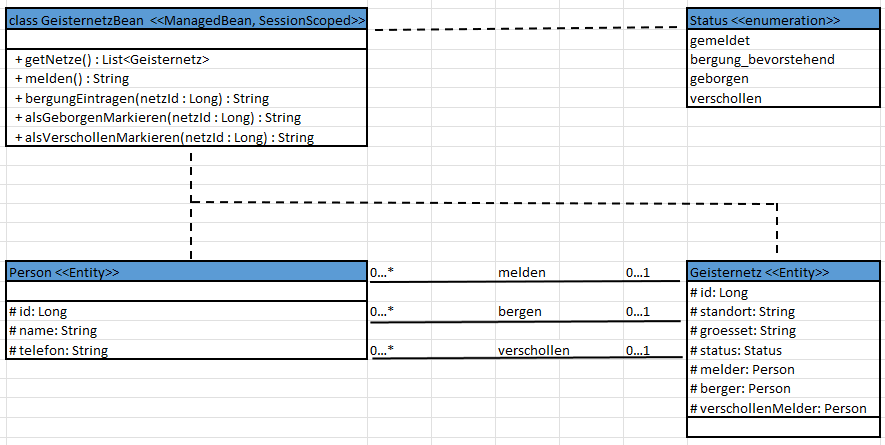 class GeisternetzBean <<ManagedBean, SessionScoped>>
+ getNetze() : List<Geisternetz>
+ melden() : String
+ bergungEintragen(netzId : Long) : String
+ alsGeborgenMarkieren(netzId : Long) : String
+ alsVerschollenMarkieren(netzId : Long) : String
Status <<enumeration>>
gemeldet
bergung_bevorstehend
geborgen
verschollen
Person <<Entity>>
# id: Long
# name: String
# telefon: String
0...* melden 0...1
0...* bergen 0...1
0...* verschollen 0...1
Geisternetz <<Entity>>
# id: Long
# standort: String
# groesset: String
# status: Status
# melder: Person
# berger: Person
# verschollenMelder: Person